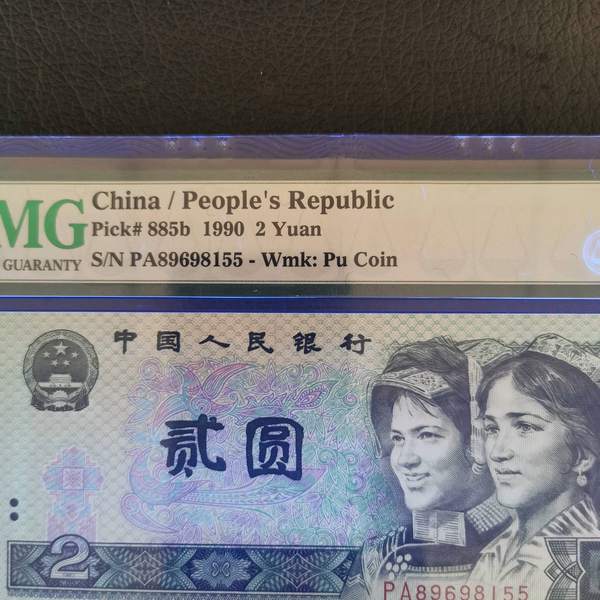 MG China / People's Republic
Pick# 885b 1990 2 Yuan
GUARANTY S/N PA89698155 - Wmk: Pu Coin
中国人民银行
贰圆
2
PA89698155